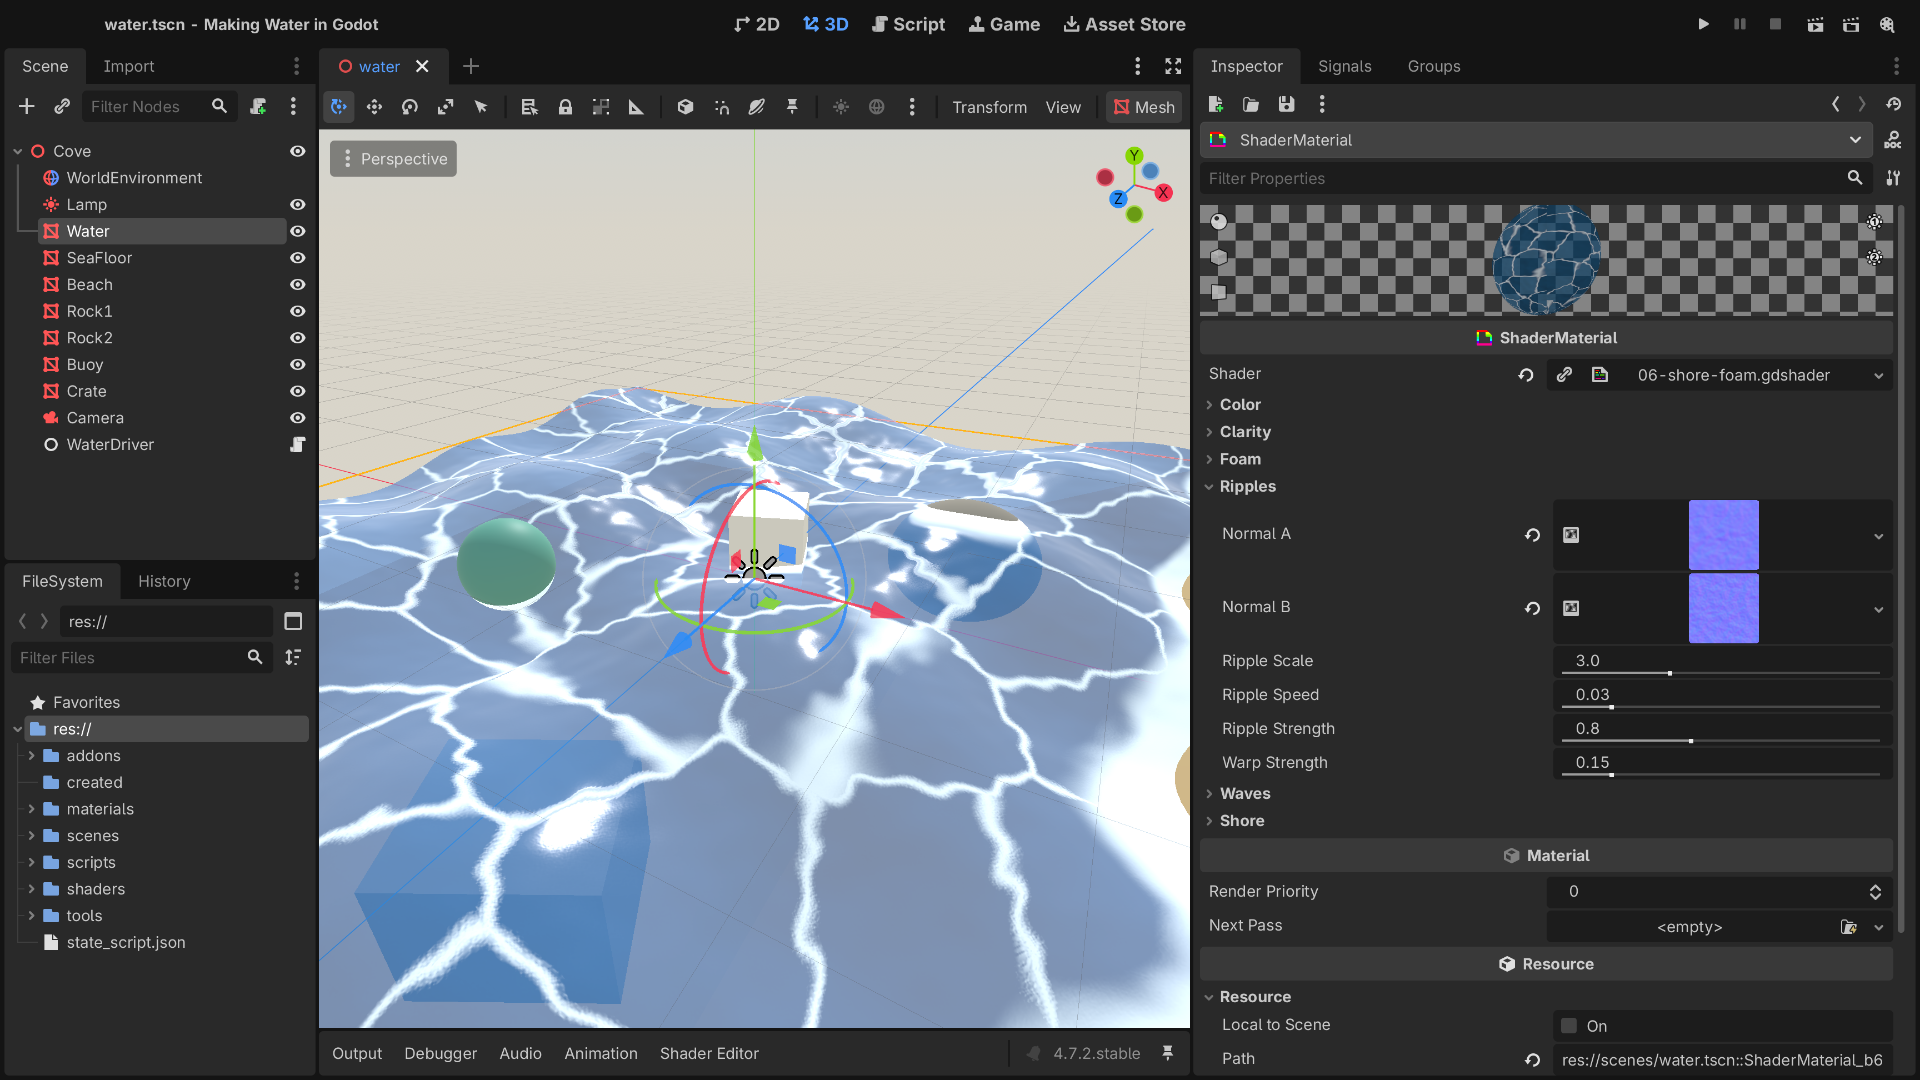 water.tscn - Making Water in Godot
2D
3D
Script
Game
Asset Store
Scene
Import
Filter Nodes
Cove
WorldEnvironment
Lamp
Water
SeaFloor
Beach
Rock1
Rock2
Buoy
Crate
Camera
WaterDriver
FileSystem
History
res://
Filter Files
Favorites
res://
addons
created
materials
scenes
scripts
shaders
tools
state_script.json
water
Transform
View
Mesh
Perspective
Y
X
Z
Output
Debugger
Audio
Animation
Shader Editor
4.7.2.stable
Inspector
Signals
Groups
ShaderMaterial
DOC
Filter Properties
1
2
ShaderMaterial
Shader
06-shore-foam.gdshader
Color
Clarity
Foam
Ripples
Normal A
Normal B
Ripple Scale
3.0
Ripple Speed
0.03
Ripple Strength
0.8
Warp Strength
0.15
Waves
Shore
Material
Render Priority
0
Next Pass
<empty>
Resource
Resource
Local to Scene
On
Path
res://scenes/water.tscn::ShaderMaterial_b6